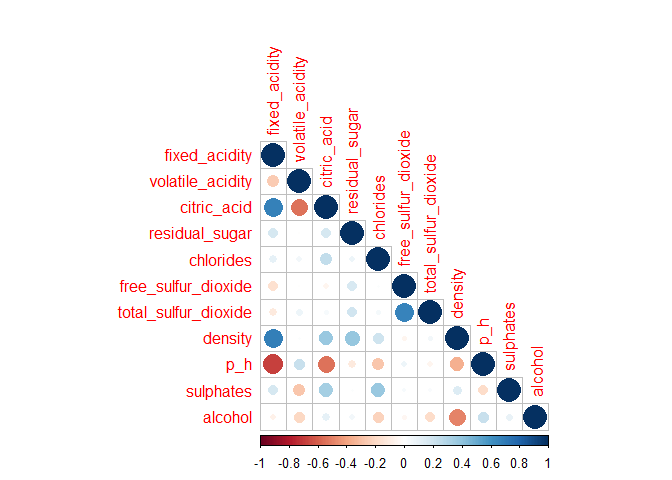 fixed_acidity
volatile_acidity
citric_acid
residual_sugar
chlorides
free_sulfur_dioxide
total_sulfur_dioxide
density
p_h
sulphates
alcohol
fixed_acidity
volatile_acidity
citric_acid
residual_sugar
chlorides
free_sulfur_dioxide
total_sulfur_dioxide
density
p_h
sulphates
alcohol
-1 -0.8 -0.6 -0.4 -0.2 0 0.2 0.4 0.6 0.8 1